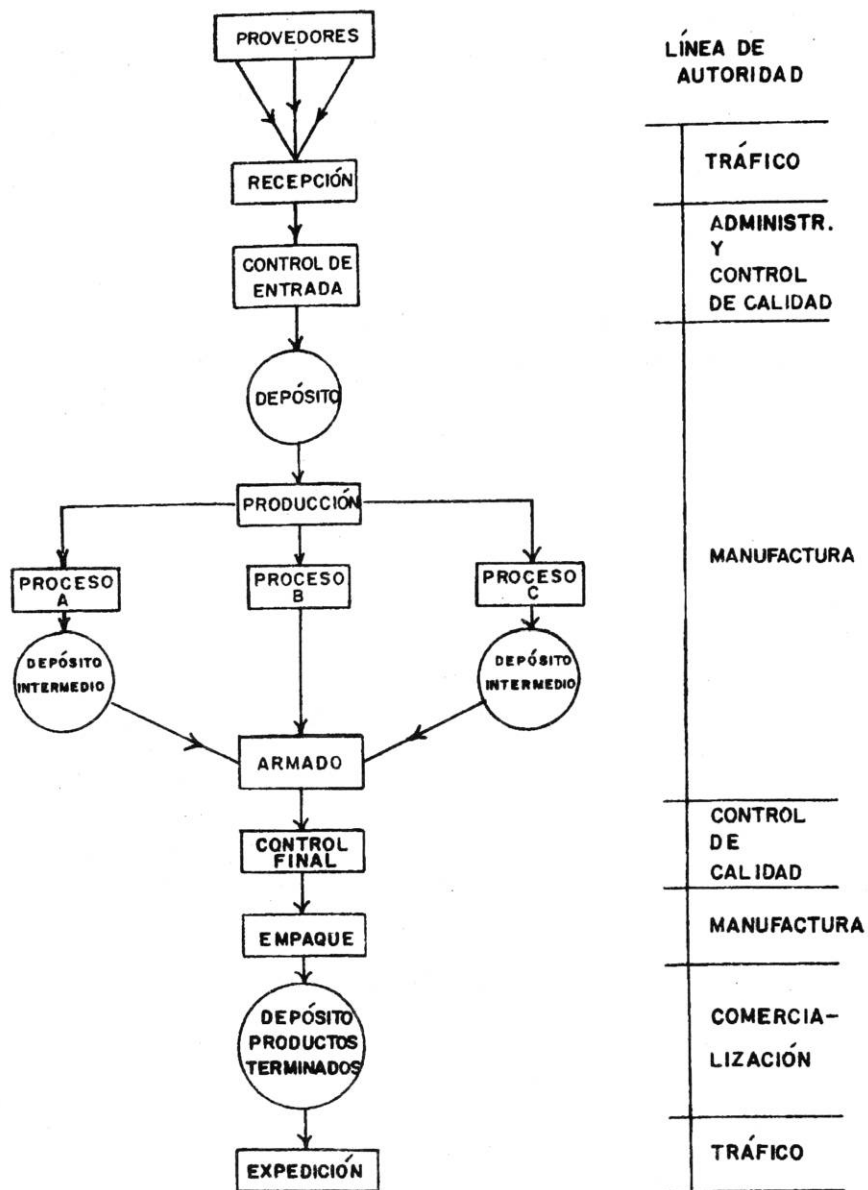 PROVEDORES
LÍNEA DE
AUTORIDAD
RECEPCIÓN
TRÁFICO
CONTROL DE
ENTRADA
ADMINISTR.
Y
CONTROL
DE CALIDAD
DEPÓSITO
PRODUCCIÓN
PROCESO
A
PROCESO
B
PROCESO
C
MANUFACTURA
DEPÓSITO
INTERMEDIO
DEPÓSITO
INTERMEDIO
ARMADO
CONTROL
FINAL
CONTROL
DE
CALIDAD
EMPAQUE
MANUFACTURA
DEPÓSITO
PRODUCTOS
TERMINADOS
COMERCIA-
LIZACIÓN
EXPEDICIÓN
TRÁFICO